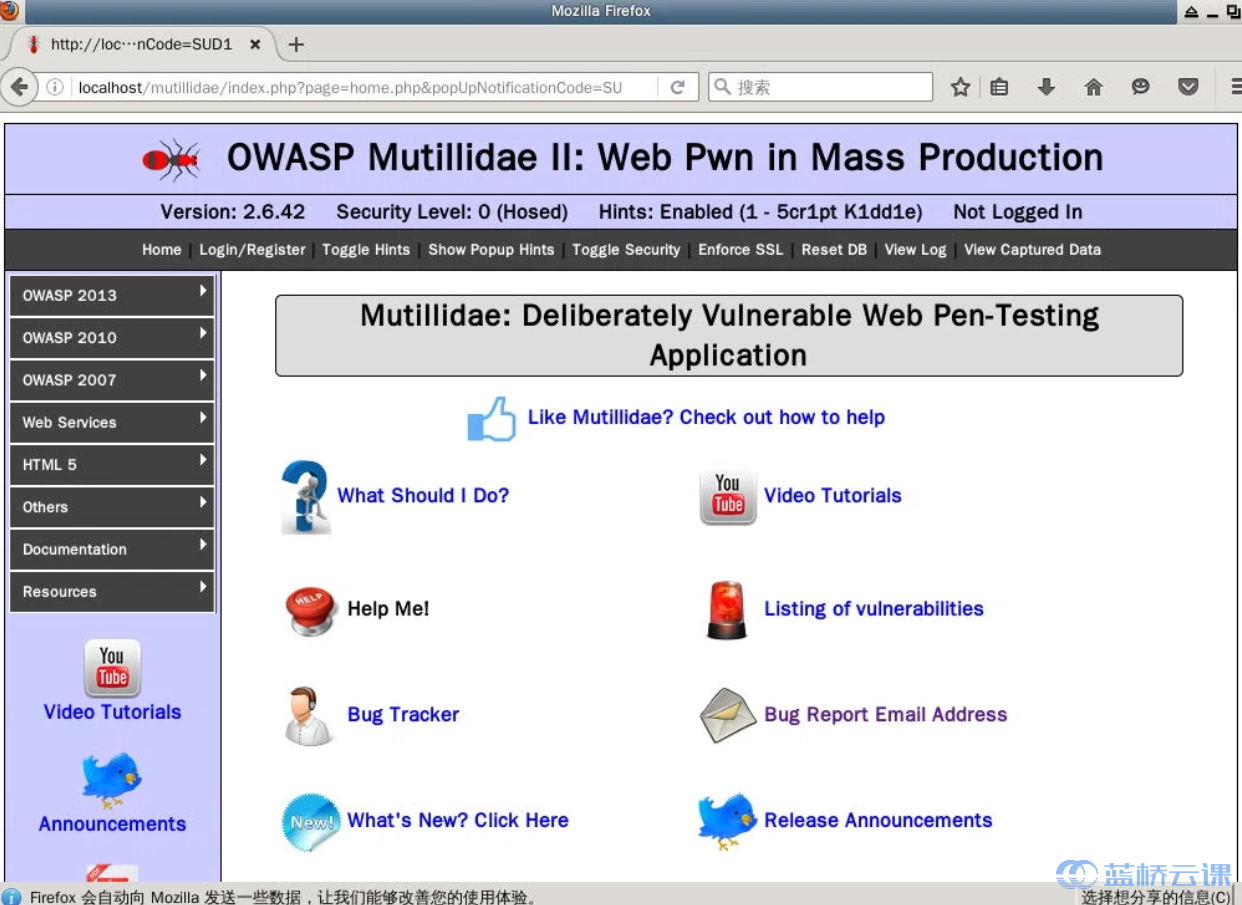 Mozilla Firefox
http://loc···nCode=SUD1
localhost/mutillidae/index.php?page=home.php&popUpNotificationCode=SU
搜索
OWASP Mutillidae II: Web Pwn in Mass Production
Version: 2.6.42 Security Level: 0 (Hosed) Hints: Enabled (1 - 5cr1pt K1dd1e) Not Logged In
Home | Login/Register | Toggle Hints | Show Popup Hints | Toggle Security | Enforce SSL | Reset DB | View Log | View Captured Data
OWASP 2013
OWASP 2010
OWASP 2007
Web Services
HTML 5
Others
Documentation
Resources
You
Tube
Video Tutorials
Announcements
Mutillidae: Deliberately Vulnerable Web Pen-Testing
Application
Like Mutillidae? Check out how to help
What Should I Do?
You
Tube
Video Tutorials
HELP
Help Me!
Listing of vulnerabilities
Bug Tracker
Bug Report Email Address
New!
What's New? Click Here
Release Announcements
蓝桥云课
Firefox 会自动向 Mozilla 发送一些数据，让我们能够改善您的使用体验。
选择想分享的信息(C)